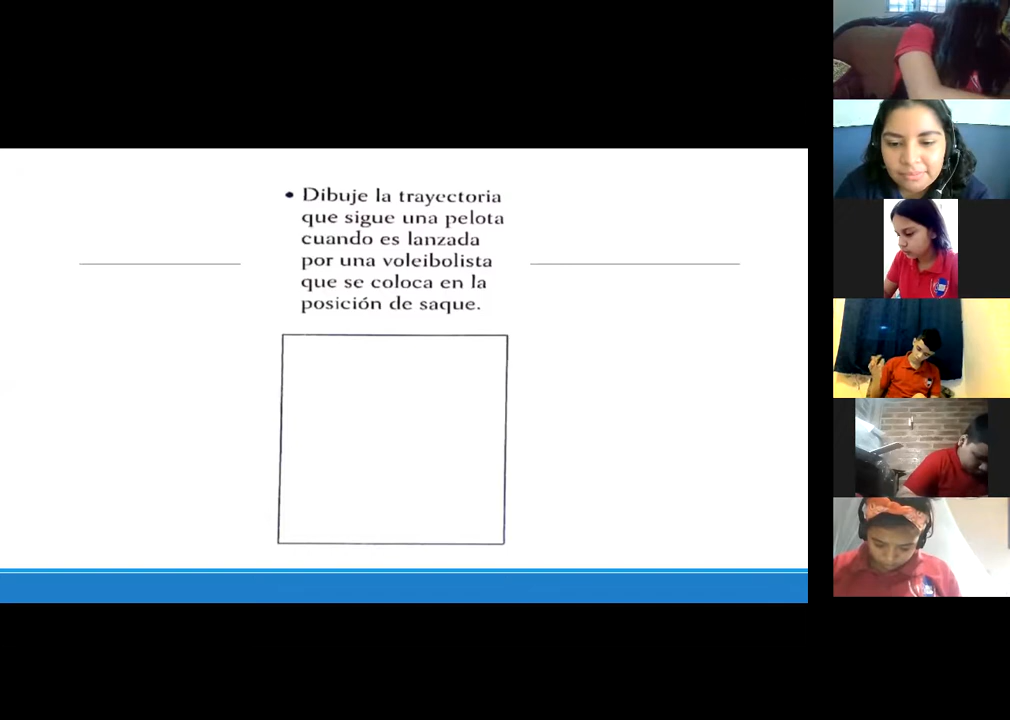 • Dibuje la trayectoria
que sigue una pelota
cuando es lanzada
por una voleibolista
que se coloca en la
posición de saque.